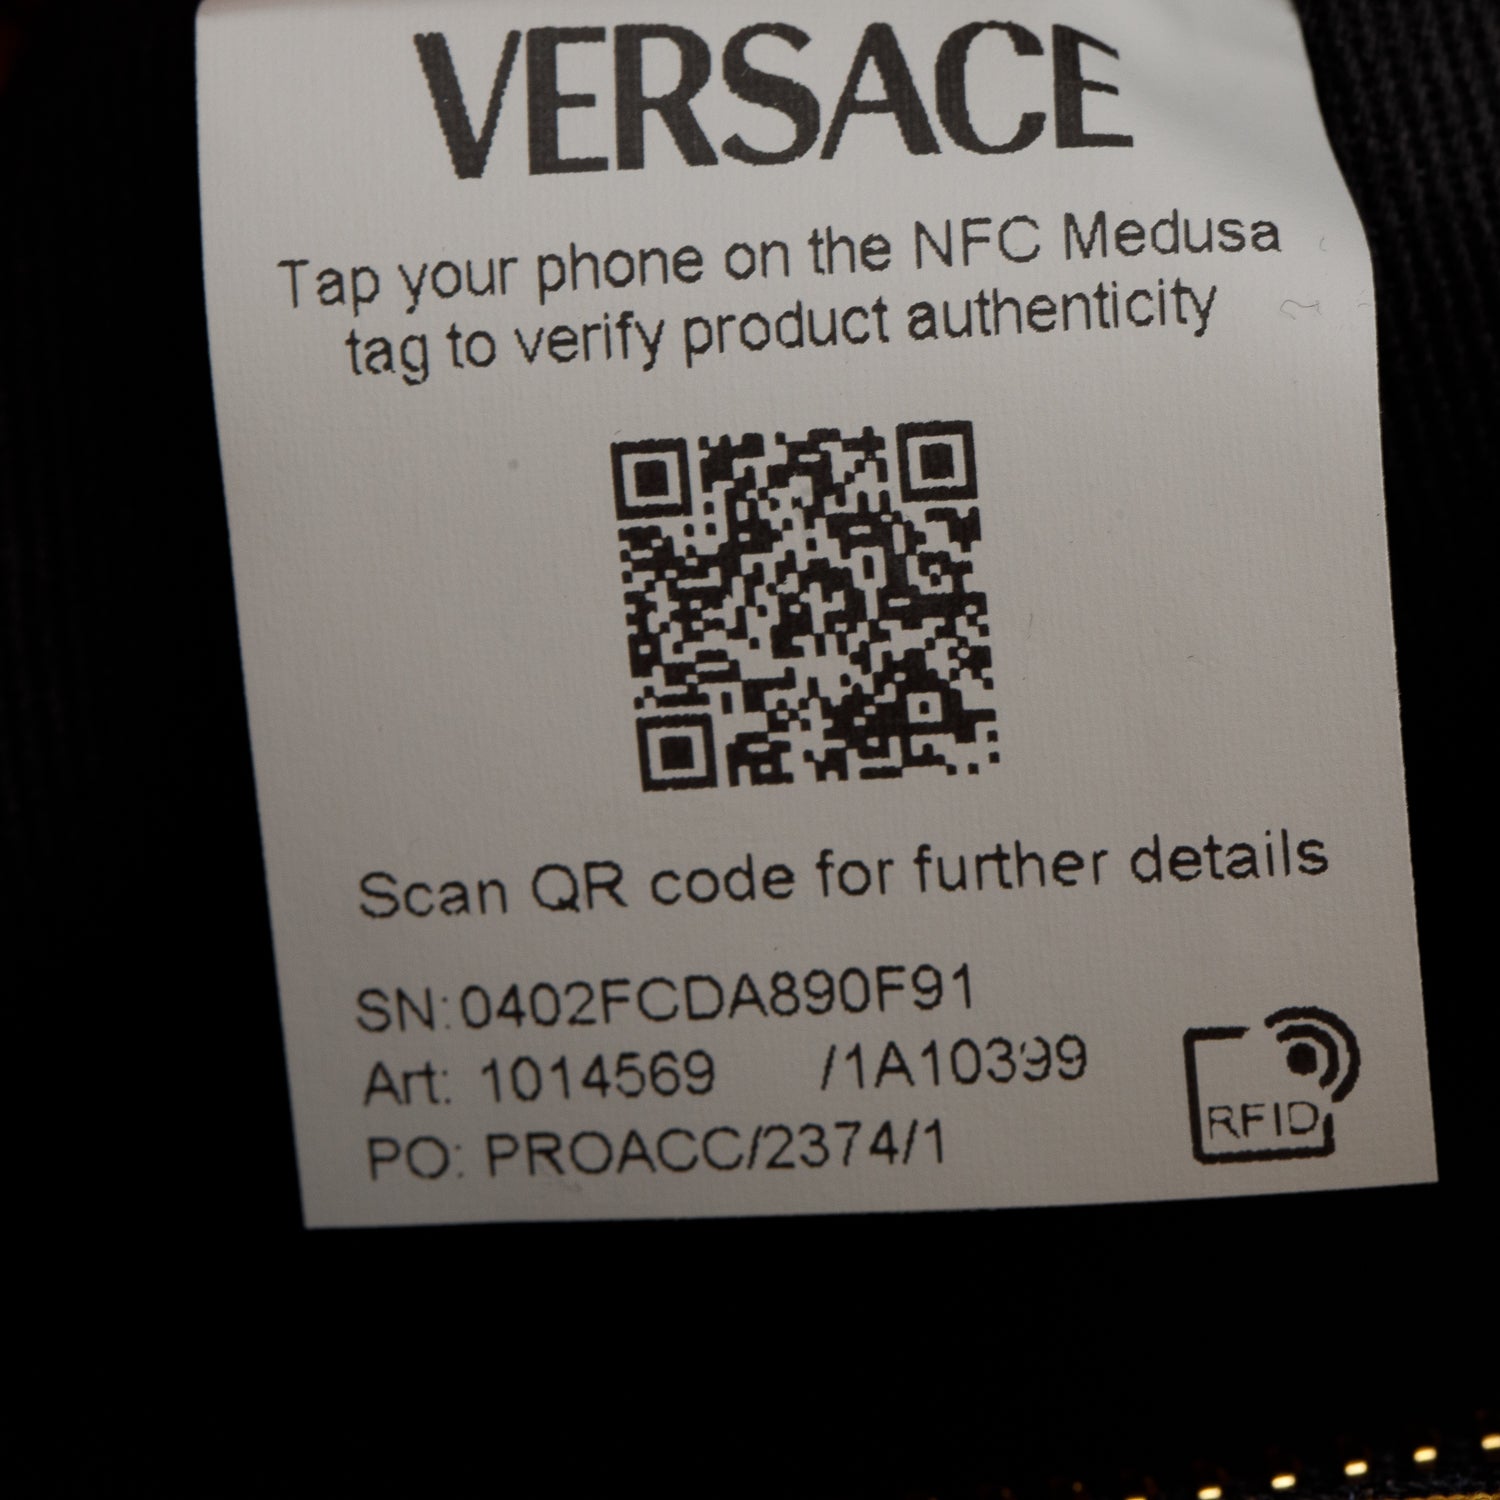 VERSACE
Tap your phone on the NFC Medusa
tag to verify product authenticity
Scan QR code for further details
SN:0402FCDA890F91
Art: 1014569 /1A10399
PO: PROACC/2374/1
RFID